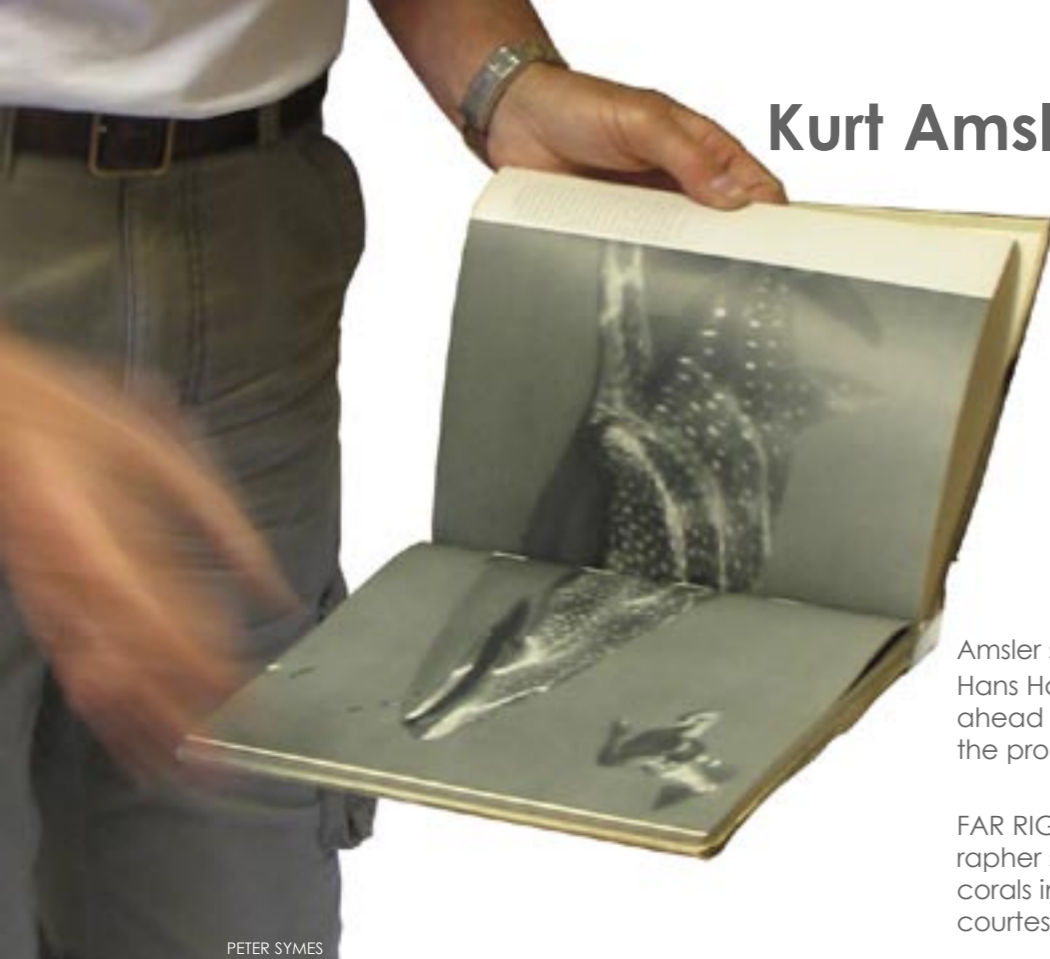 Kurt Amsl
Amsler s
Hans Ha
ahead
the pro
FAR RIG
rapher
corals i
courtes
PETER SYMES